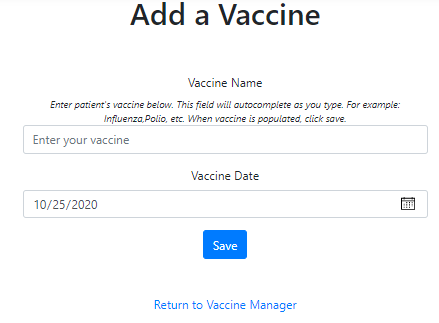 Add a Vaccine
Vaccine Name
Enter patient's vaccine below. This field will autocomplete as you type. For example:
Influenza,Polio, etc. When vaccine is populated, click save.
Enter your vaccine
Vaccine Date
10/25/2020
Save
Return to Vaccine Manager